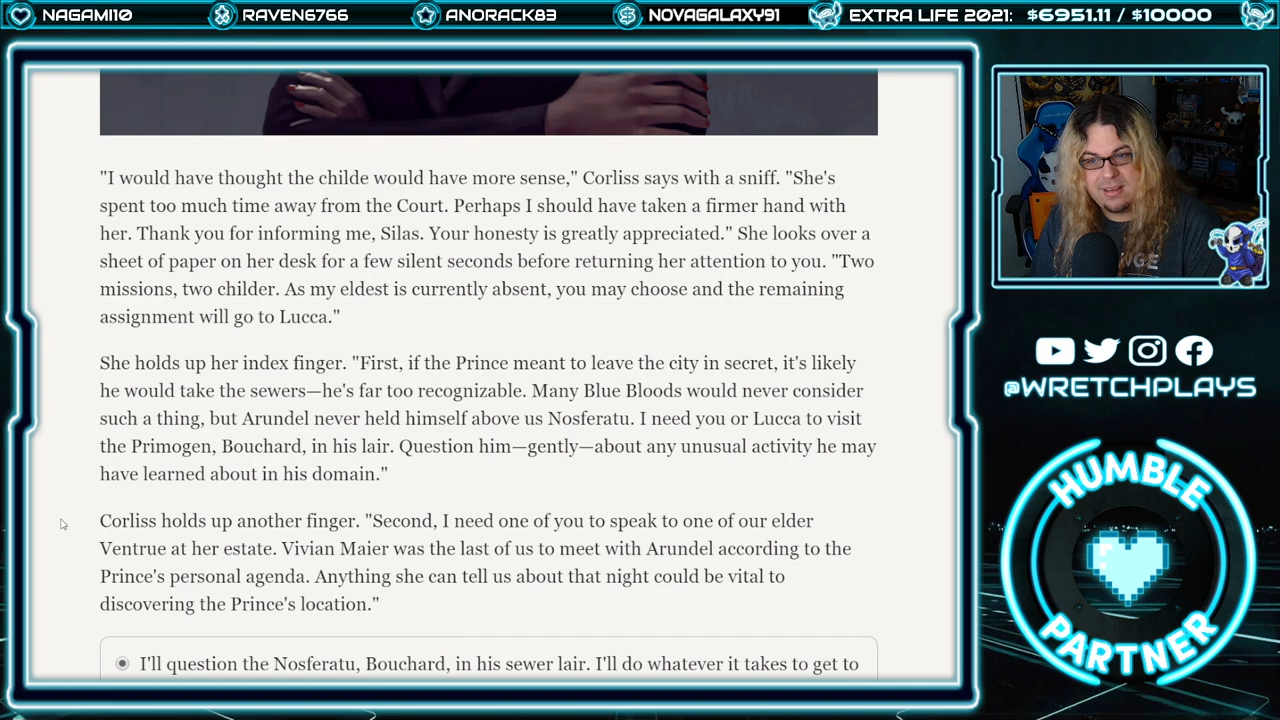 NAGAMI10
RAVEN6766
ANORACK83
NOVAGALAXY91
EXTRA LIFE 2021: $6951.11 / $10000
"I would have thought the childe would have more sense," Corliss says with a sniff. "She's
spent too much time away from the Court. Perhaps I should have taken a firmer hand with
her. Thank you for informing me, Silas. Your honesty is greatly appreciated." She looks over a
sheet of paper on her desk for a few silent seconds before returning her attention to you. "Two
missions, two childer. As my eldest is currently absent, you may choose and the remaining
assignment will go to Lucca."
She holds up her index finger. "First, if the Prince meant to leave the city in secret, it's likely
he would take the sewers—he's far too recognizable. Many Blue Bloods would never consider
such a thing, but Arundel never held himself above us Nosferatu. I need you or Lucca to visit
the Primogen, Bouchard, in his lair. Question him—gently—about any unusual activity he may
have learned about in his domain."
Corliss holds up another finger. "Second, I need one of you to speak to one of our elder
Ventrue at her estate. Vivian Maier was the last of us to meet with Arundel according to the
Prince's personal agenda. Anything she can tell us about that night could be vital to
discovering the Prince's location."
I'll question the Nosferatu, Bouchard, in his sewer lair. I'll do whatever it takes to get to
@WRETCHPLAYS
HUMBLE
PARTNER